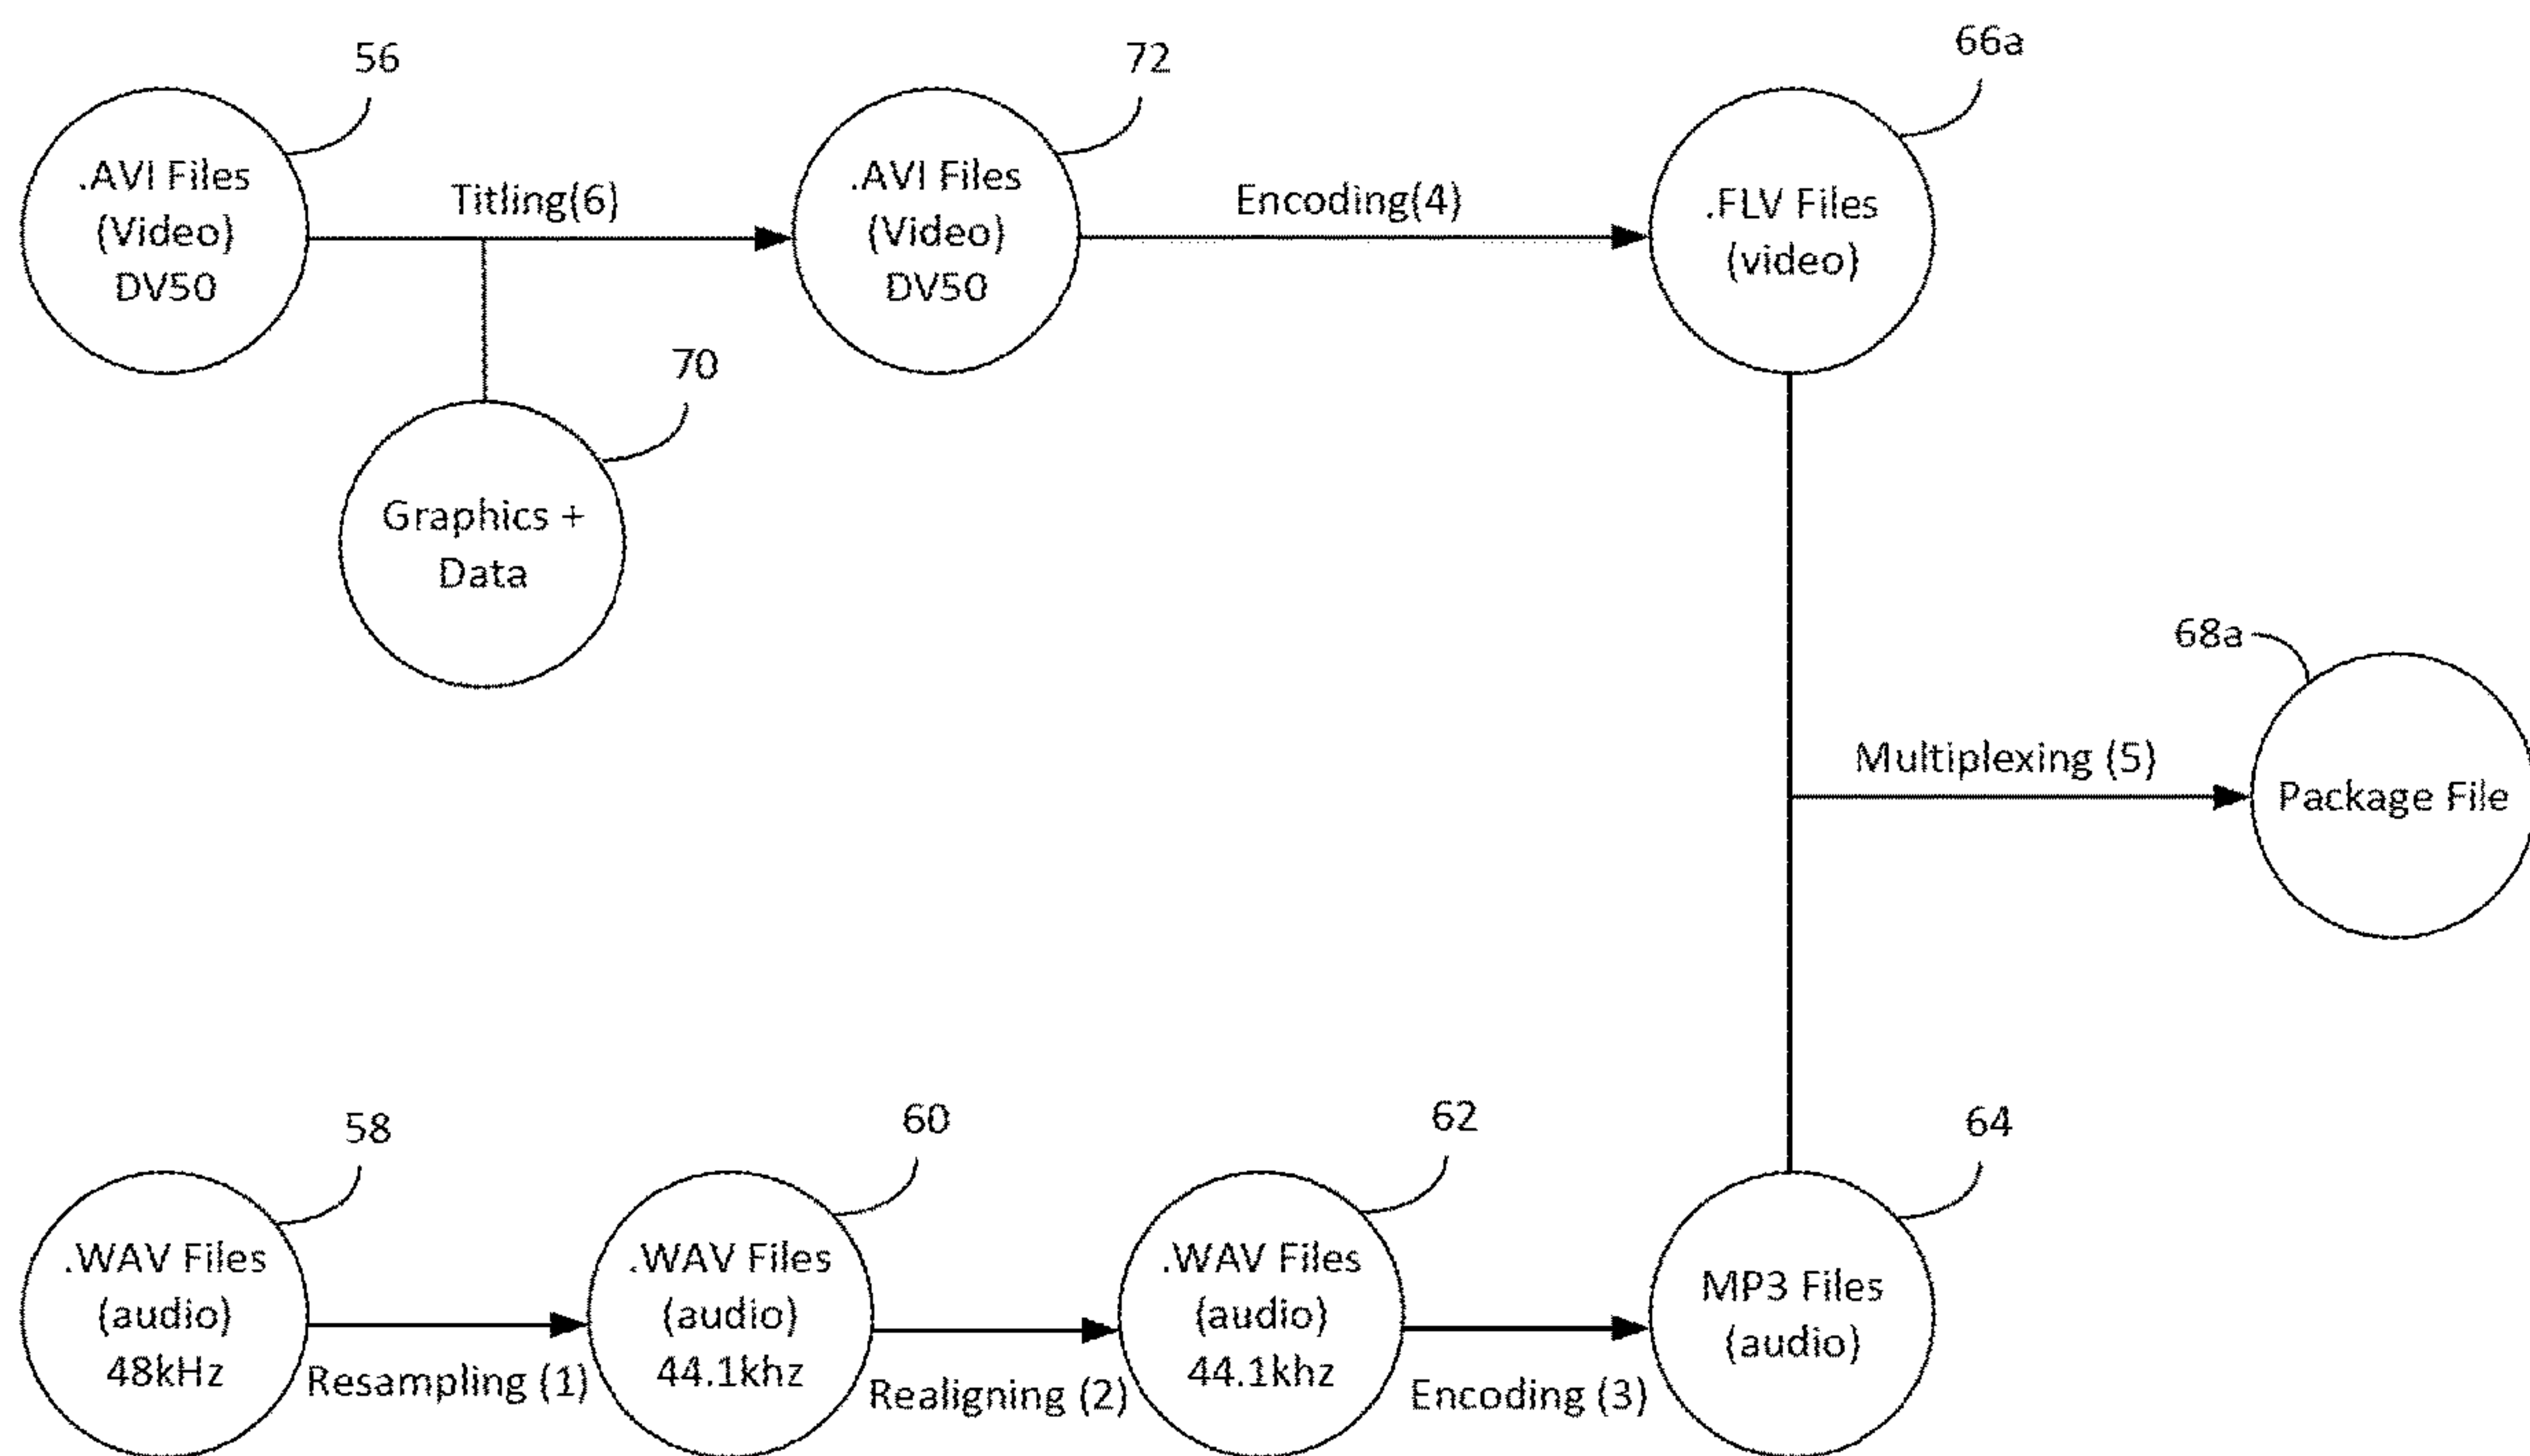 56
72
66a
.AVI Files
(Video)
DV50
Titling(6)
.AVI Files
(Video)
DV50
Encoding(4)
.FLV Files
(video)
70
Graphics +
Data
68a
Multiplexing (5)
Package File
58
60
62
64
.WAV Files
(audio)
48kHz
Resampling (1)
.WAV Files
(audio)
44.1khz
Realigning (2)
.WAV Files
(audio)
44.1khz
Encoding (3)
MP3 Files
(audio)